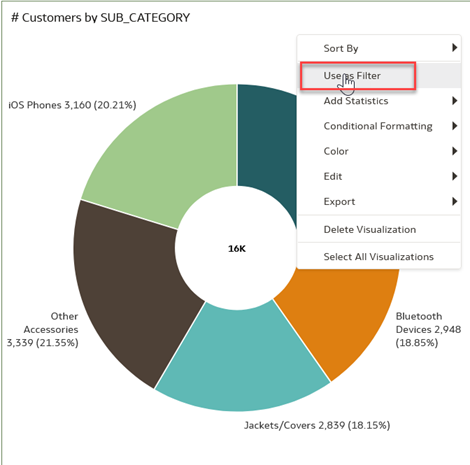 # Customers by SUB_CATEGORY
Sort By
Use as Filter
Add Statistics
Conditional Formatting
Color
Edit
Export
Delete Visualization
Select All Visualizations
iOS Phones 3,160 (20.21%)
16K
Other
Accessories
3,339 (21.35%)
Bluetooth
Devices 2,948
(18.85%)
Jackets/Covers 2,839 (18.15%)